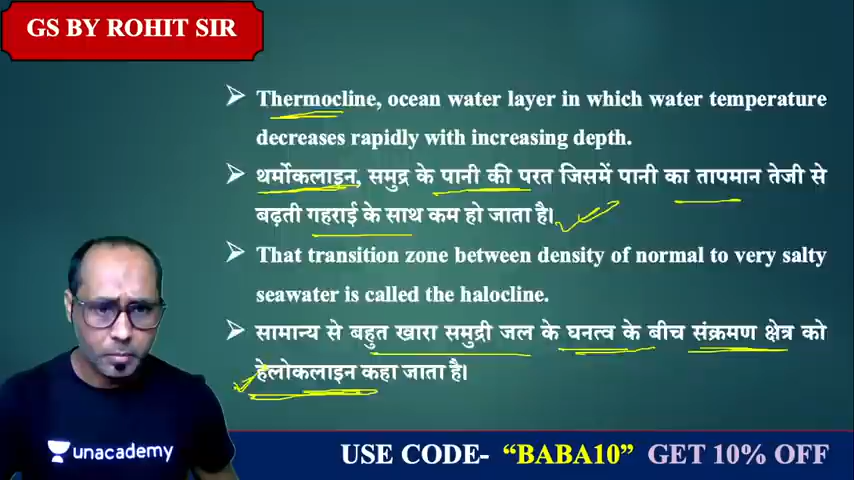 GS BY ROHIT SIR
Thermocline, ocean water layer in which water temperature
decreases rapidly with increasing depth.
थर्मोकलाइन, समुद्र के पानी की परत जिसमें पानी का तापमान तेजी से
बढ़ती गहराई के साथ कम हो जाता है।
That transition zone between density of normal to very salty
seawater is called the halocline.
सामान्य से बहुत खारा समुद्री जल के घनत्व के बीच संक्रमण क्षेत्र को
हेलोकलाइन कहा जाता है।
unacademy
USE CODE- “BABA10” GET 10% OFF